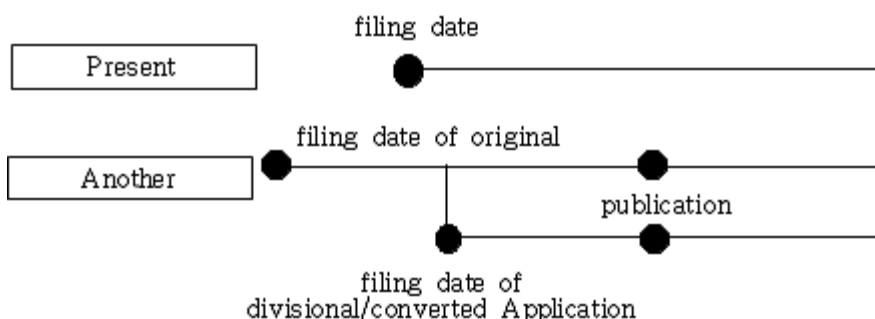 filing date
Present
filing date of original
Another
publication
filing date of
divisional/converted Application